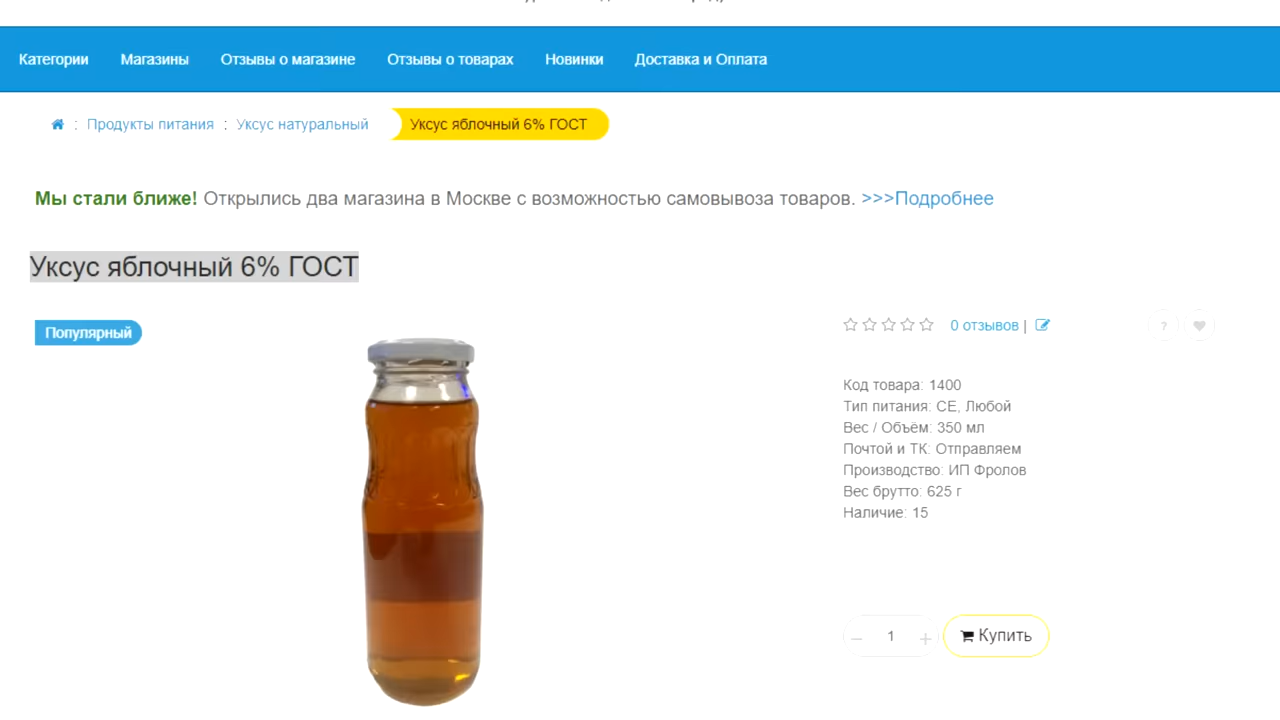 Категории Магазины Отзывы о магазине Отзывы о товарах Новинки Доставка и Оплата
: Продукты питания : Уксус натуральный Уксус яблочный 6% ГОСТ
Мы стали ближе! Открылись два магазина в Москве с возможностью самовывоза товаров. >>>Подробнее
Уксус яблочный 6% ГОСТ
Популярный
0 отзывов |
?
Код товара: 1400
Тип питания: СЕ, Любой
Вес / Объём: 350 мл
Почтой и ТК: Отправляем
Производство: ИП Фролов
Вес брутто: 625 г
Наличие: 15
− 1 + Купить